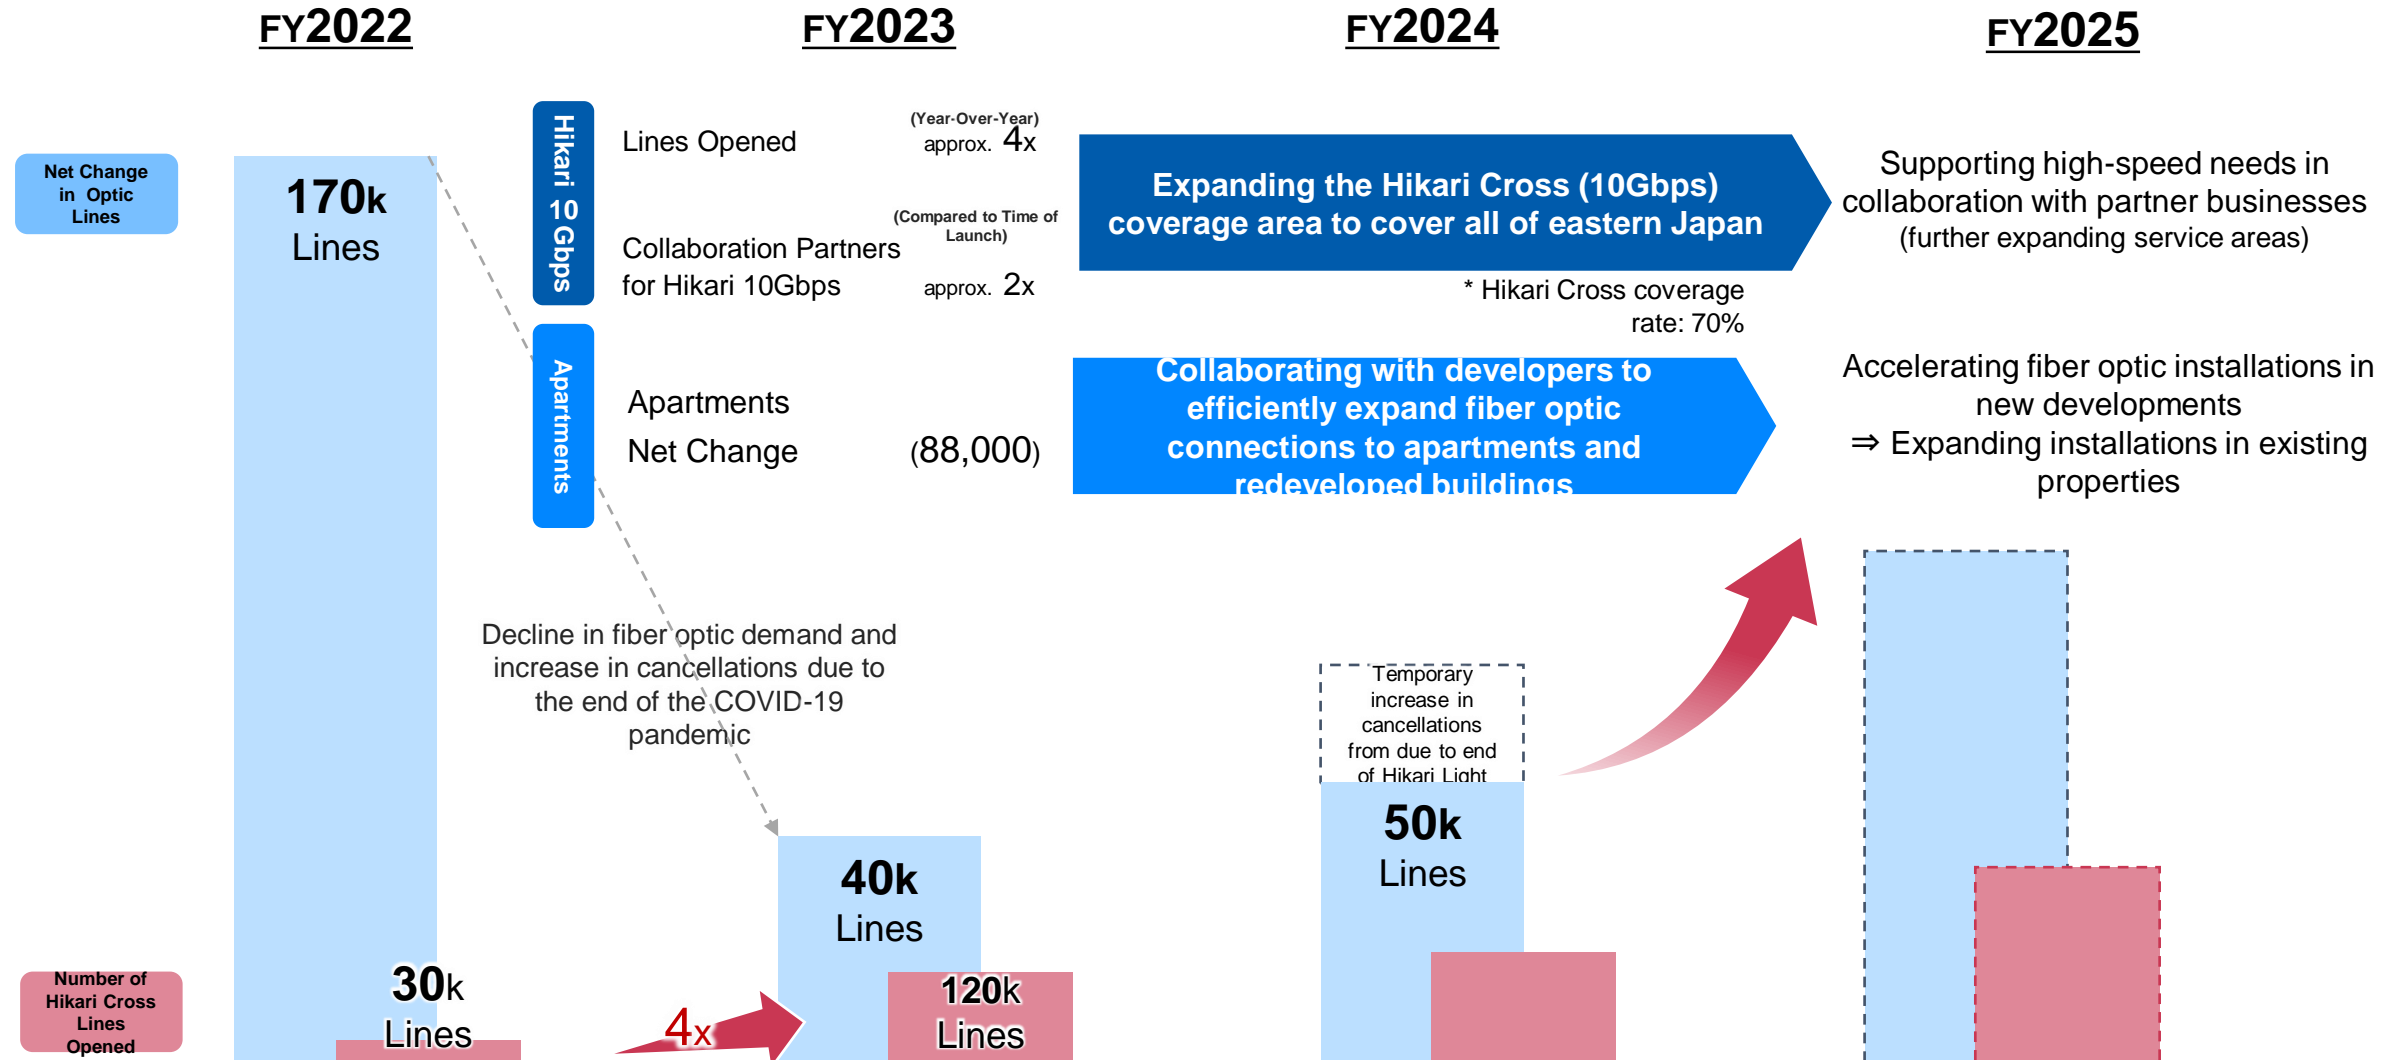 FY2022
FY2023
FY2024
FY2025
Net Change
in Optic
Lines
170k
Lines
Hikari 10Gbps
Lines Opened
(Year-Over-Year)
approx. 4x
Collaboration Partners
for Hikari 10Gbps
(Compared to Time of
Launch)
approx. 2x
Expanding the Hikari Cross (10Gbps)
coverage area to cover all of eastern Japan
* Hikari Cross coverage
rate: 70%
Supporting high-speed needs in
collaboration with partner businesses
(further expanding service areas)
Apartments
Apartments
Net Change
(88,000)
Collaborating with developers to
efficiently expand fiber optic
connections to apartments and
redeveloped buildings
Accelerating fiber optic installations in
new developments
⇒ Expanding installations in existing
properties
Decline in fiber optic demand and
increase in cancellations due to
the end of the COVID-19
pandemic
Temporary
increase in
cancellations
from due to end
of Hikari Light
50k
Lines
40k
Lines
Number of
Hikari Cross
Lines
Opened
30k
Lines
4x
120k
Lines